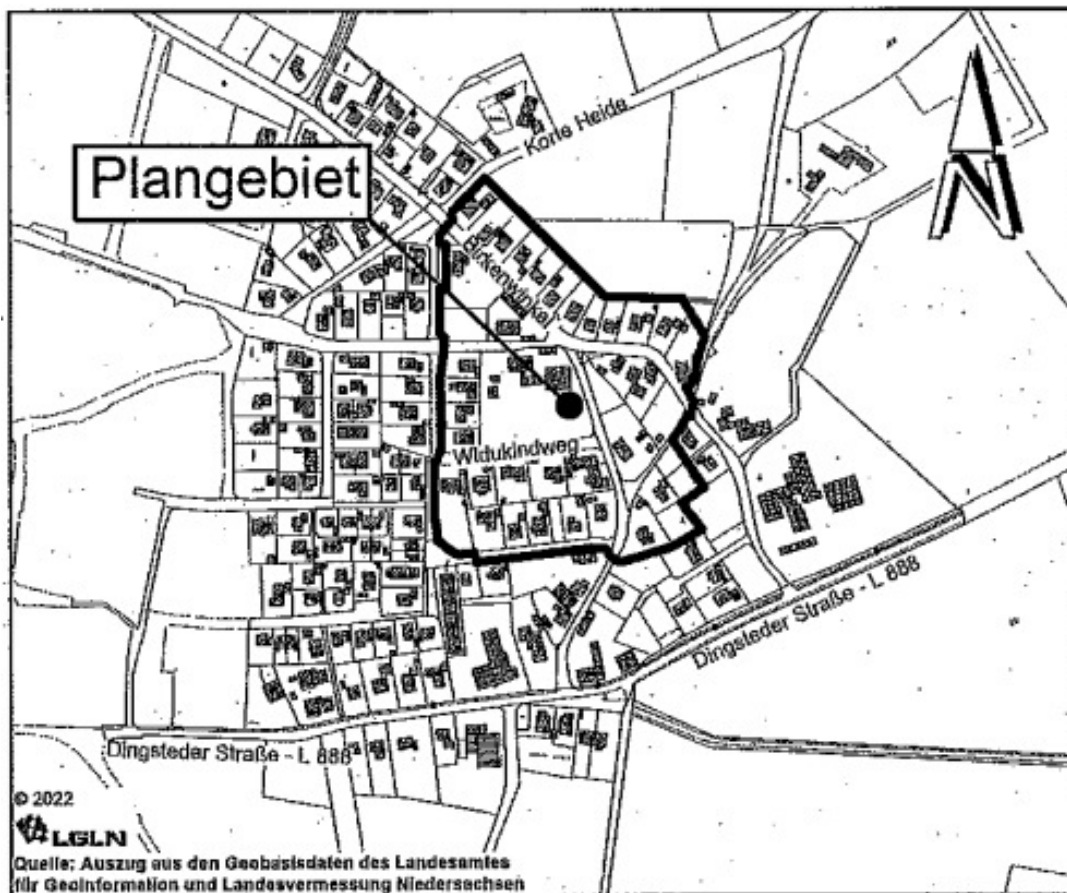 Korte Heide
Plangebiet
Birkenwinkel
Widukindweg
Dingsteder Straße - L 888
Dingsteder Straße - L 888
N
© 2022
LGLN
Quelle: Auszug aus den Geobasisdaten des Landesamtes
für Geoinformation und Landesvermessung Niedersachsen